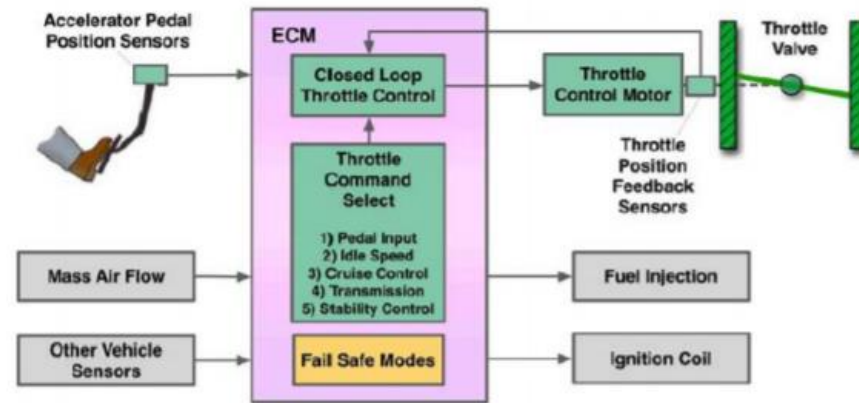 Accelerator Pedal
Position Sensors
ECM
Closed Loop
Throttle Control
Throttle
Control Motor
Throttle
Valve
Throttle
Position
Feedback
Sensors
Throttle
Command
Select
1) Pedal Input
2) Idle Speed
3) Cruise Control
4) Transmission
5) Stability Control
Mass Air Flow
Fuel Injection
Other Vehicle
Sensors
Fail Safe Modes
Ignition Coil